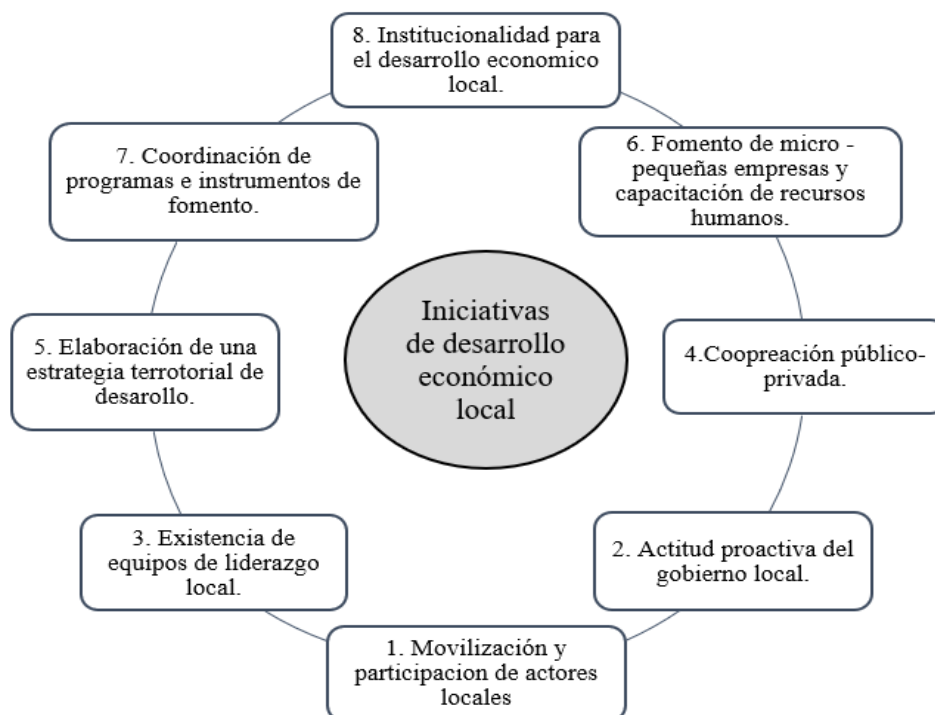 8. Institucionalidad para
el desarrollo economico
local.
7. Coordinación de
programas e instrumentos de
fomento.
6. Fomento de micro -
pequeñas empresas y
capacitación de recursos
humanos.
Iniciativas
de desarrollo
económico
local
5. Elaboración de una
estrategia terrotorial de
desarollo.
4.Coopreación público-
privada.
3. Existencia de
equipos de liderazgo
local.
2. Actitud proactiva del
gobierno local.
1. Movilización y
participacion de actores
locales